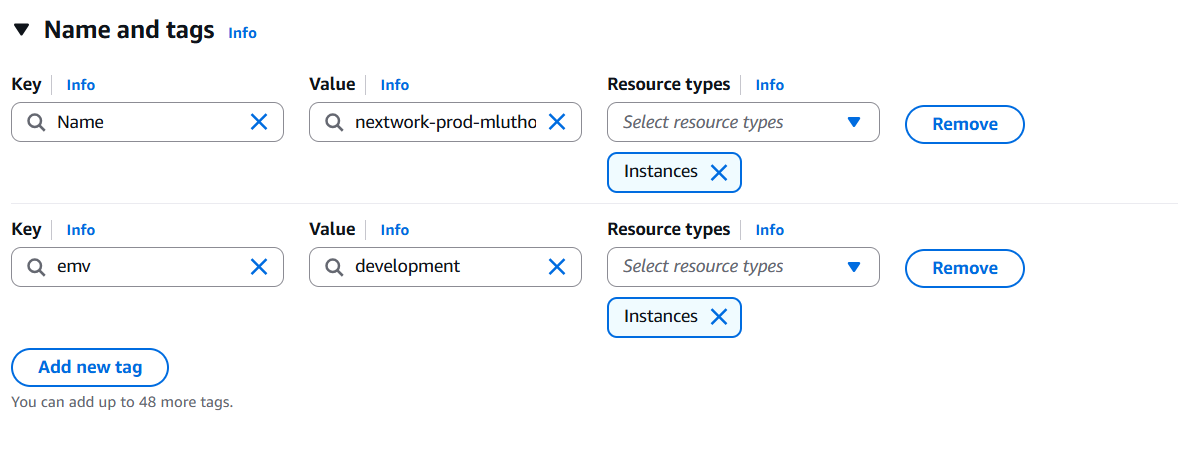 Name and tags Info
Key Info Value Info Resource types Info
Name nextwork-prod-mlutho Select resource types Remove
Instances
Key Info Value Info Resource types Info
emv development Select resource types Remove
Instances
Add new tag
You can add up to 48 more tags.